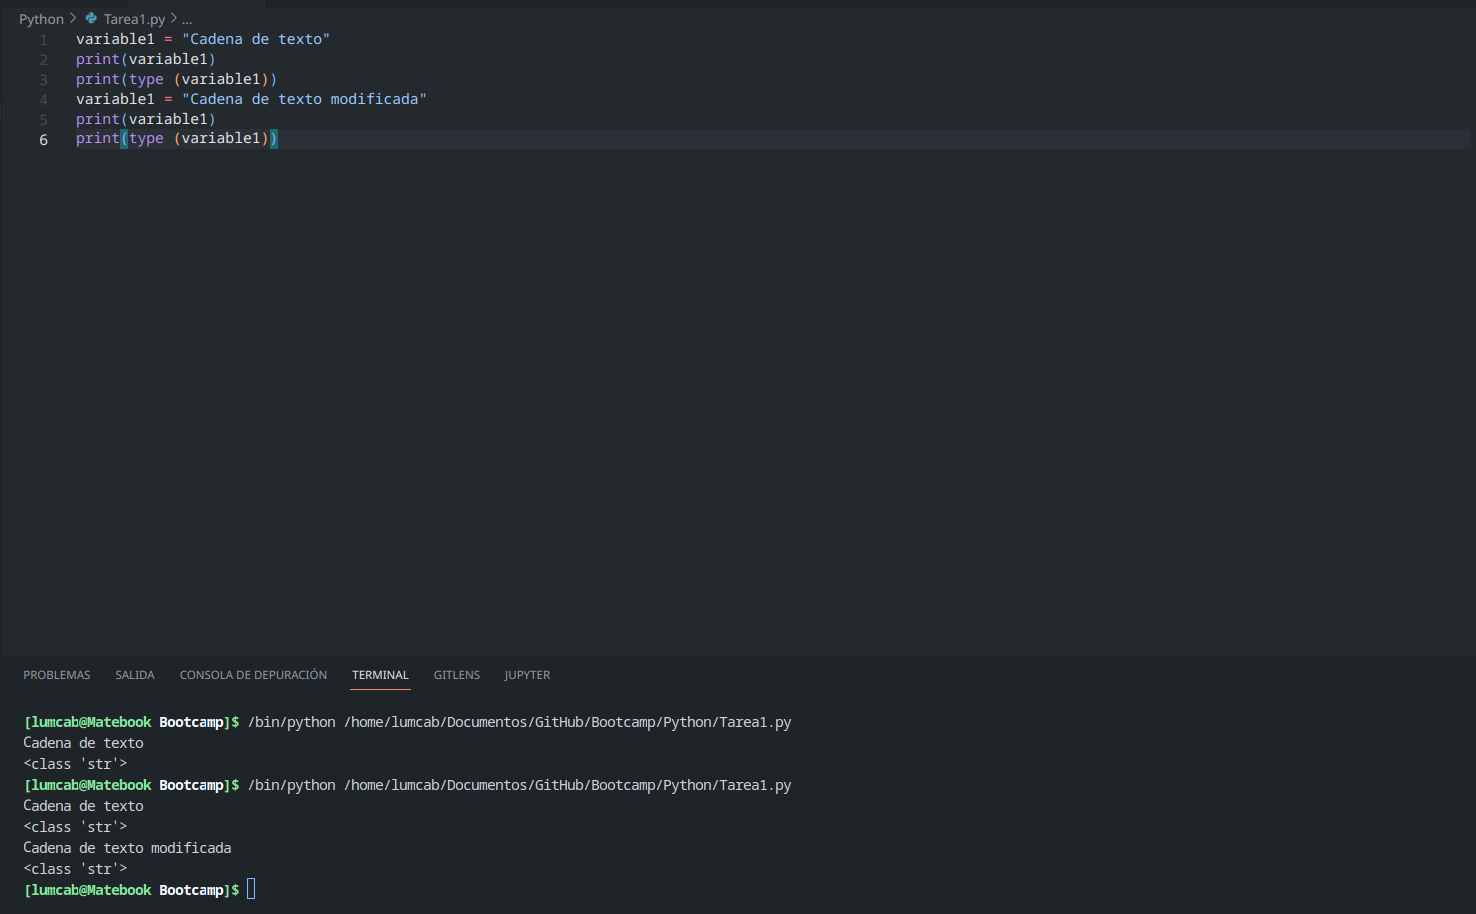 Python > Tarea1.py > ...
1 variable1 = "Cadena de texto"
2 print(variable1)
3 print(type (variable1))
4 variable1 = "Cadena de texto modificada"
5 print(variable1)
6 print(type (variable1))
PROBLEMAS SALIDA CONSOLA DE DEPURACIÓN TERMINAL GITLENS JUPYTER
[lumcab@Matebook Bootcamp]$ /bin/python /home/lumcab/Documentos/GitHub/Bootcamp/Python/Tarea1.py
Cadena de texto
<class 'str'>
[lumcab@Matebook Bootcamp]$ /bin/python /home/lumcab/Documentos/GitHub/Bootcamp/Python/Tarea1.py
Cadena de texto
<class 'str'>
Cadena de texto modificada
<class 'str'>
[lumcab@Matebook Bootcamp]$